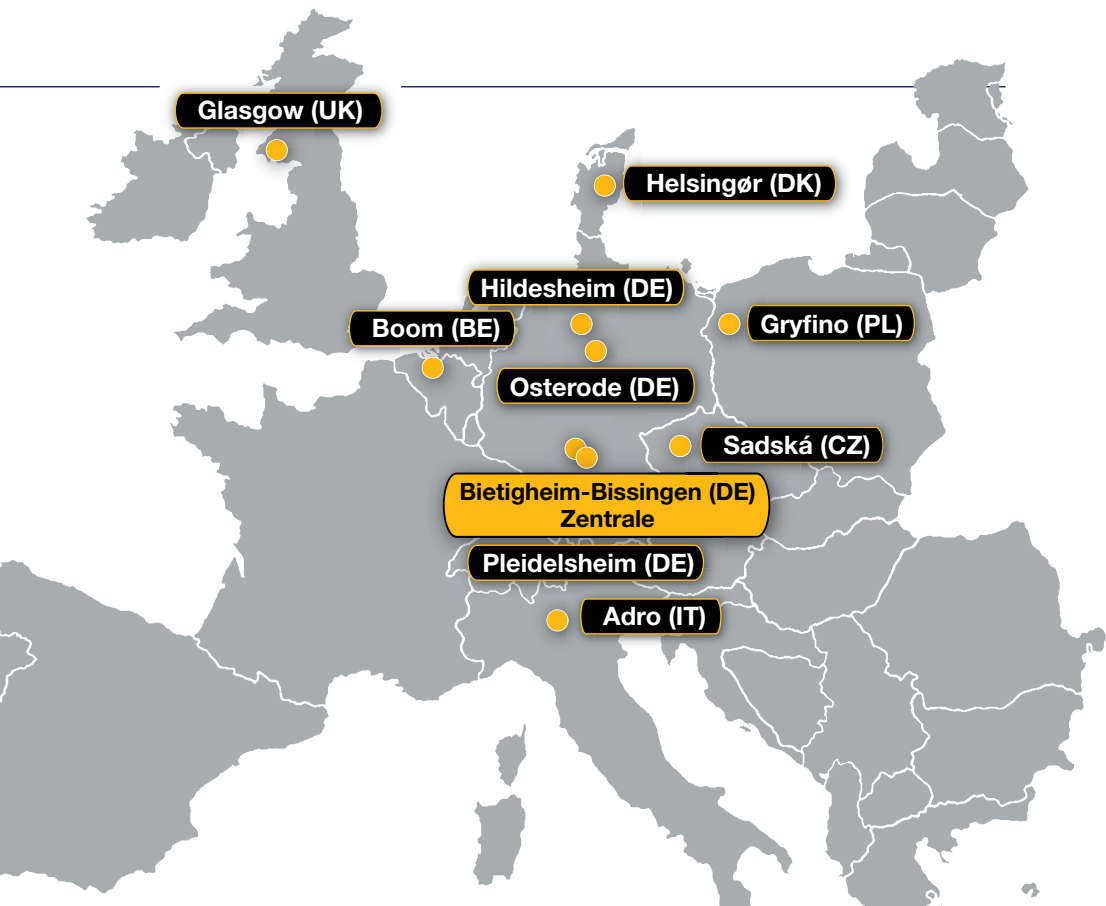 Glasgow (UK)
Helsingør (DK)
Hildesheim (DE)
Boom (BE)
Gryfino (PL)
Osterode (DE)
Sadská (CZ)
Bietigheim-Bissingen (DE)
Zentrale
Pleidelsheim (DE)
Adro (IT)